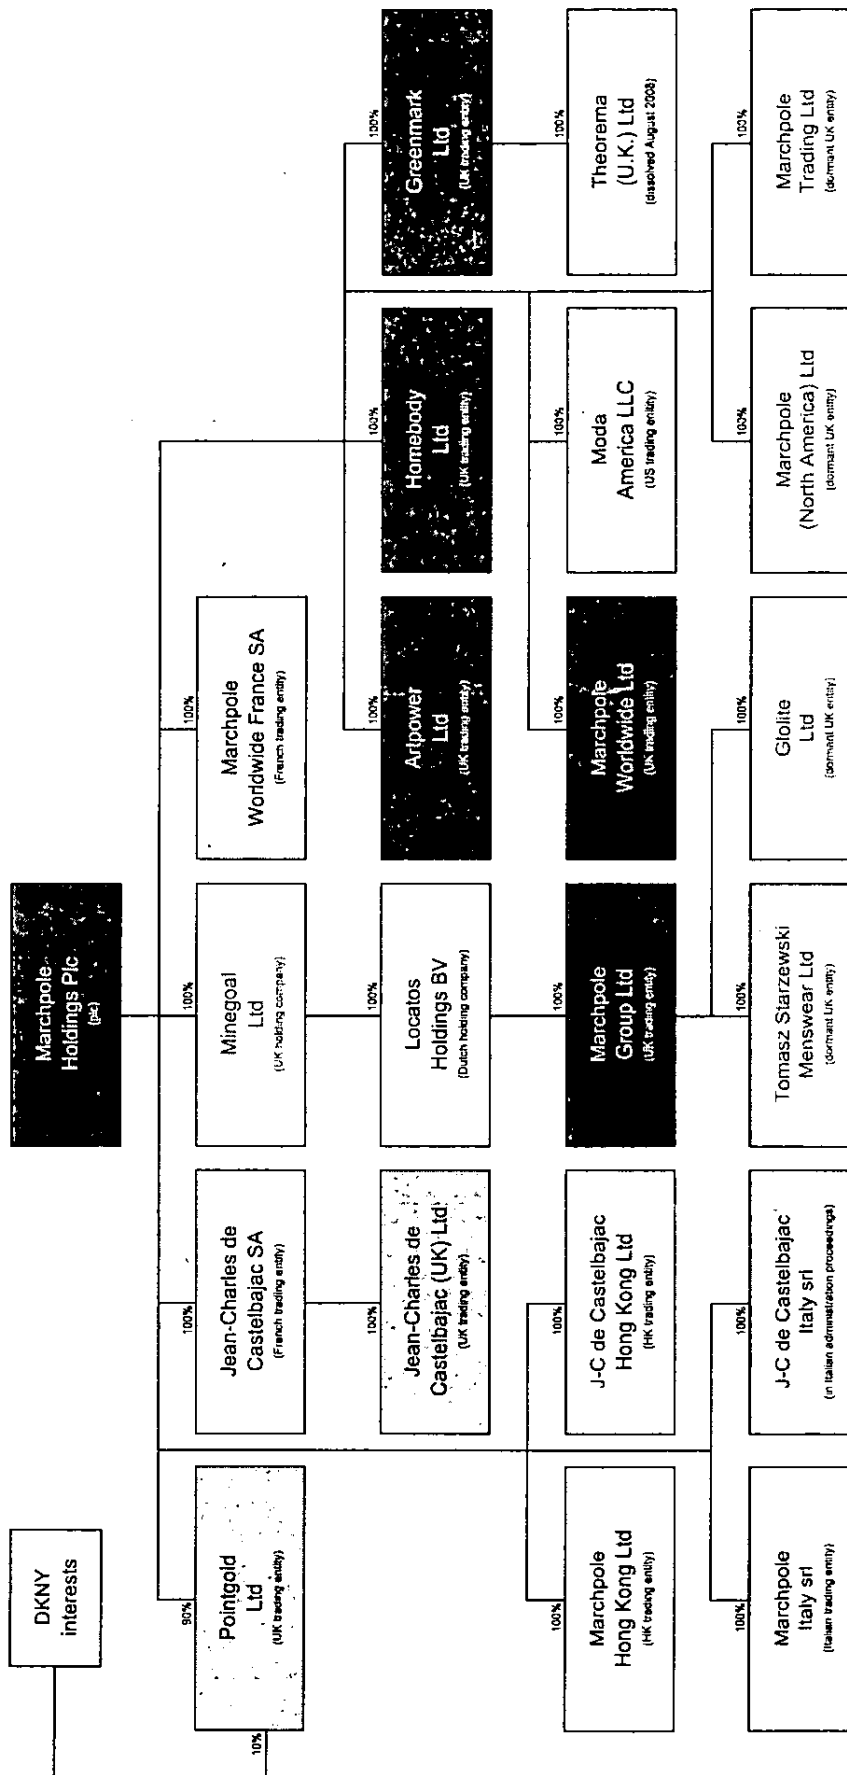 DKNY
interests
Marchpole
Holdings Plc
(plc)
90%
10%
Pointgold
Ltd
(UK trading entity)
100%
Jean-Charles de
Castelbajac SA
(French trading entity)
100%
Minegoal
Ltd
(UK holding company)
100%
Marchpole
Worldwide France SA
(French trading entity)
100%
Jean-Charles de
Castelbajac (UK) Ltd
(UK trading entity)
100%
Locatos
Holdings BV
(Dutch holding company)
100%
Artpower
Ltd
(UK trading entity)
100%
Homebody
Ltd
(UK trading entity)
100%
Greenmark
Ltd
(UK trading entity)
100%
Marchpole
Hong Kong Ltd
(HK trading entity)
100%
J-C de Castelbajac
Hong Kong Ltd
(HK trading entity)
100%
Marchpole
Group Ltd
(UK trading entity)
100%
Marchpole
Worldwide Ltd
(UK trading entity)
100%
Moda
America LLC
(US trading entity)
100%
Theorema
(U.K.) Ltd
(dissolved August 2008)
100%
Marchpole
Italy srl
(Italian trading entity)
100%
J-C de Castelbajac
Italy srl
(in Italian administration proceedings)
100%
Tomasz Starzewski
Menswear Ltd
(dormant UK entity)
100%
Glolite
Ltd
(dormant UK entity)
100%
Marchpole
(North America) Ltd
(dormant UK entity)
100%
Marchpole
Trading Ltd
(dormant UK entity)